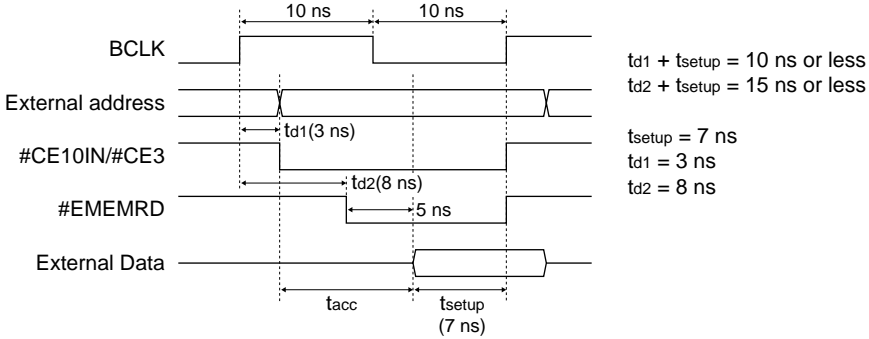 10 ns 10 ns
BCLK
td1 + tsetup = 10 ns or less
td2 + tsetup = 15 ns or less
External address
td1(3 ns)
tsetup = 7 ns
#CE10IN/#CE3
td1 = 3 ns
td2(8 ns)
td2 = 8 ns
#EMEMRD
5 ns
External Data
tacc tsetup
(7 ns)